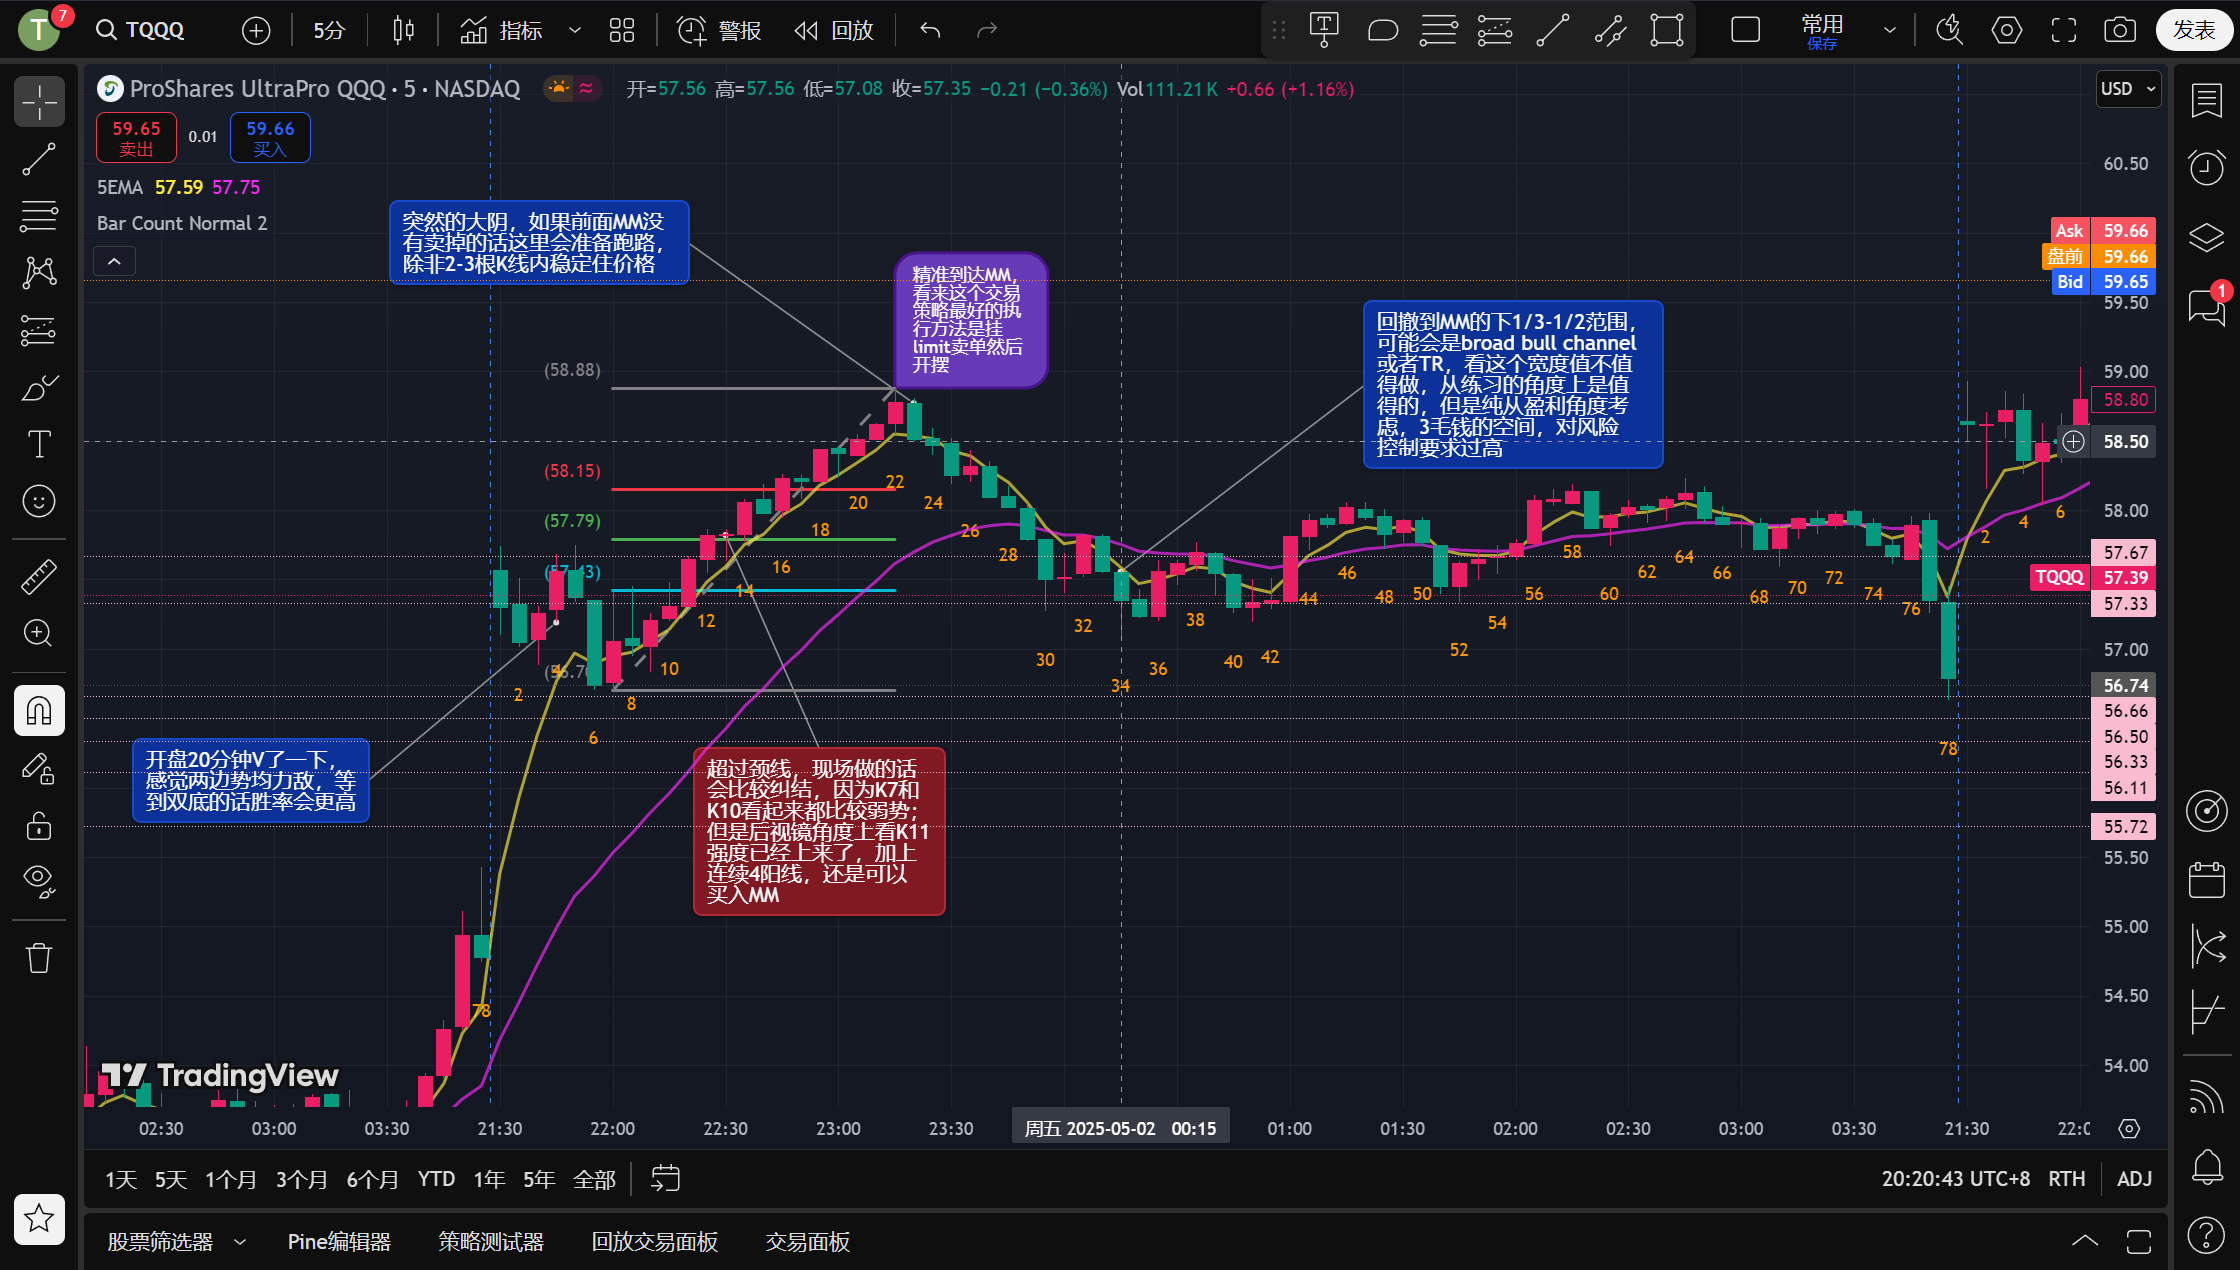 T
7
TQQQ
5分
指标
警报
回放
常用
保存
发表
ProShares UltraPro QQQ · 5 · NASDAQ
开=57.56 高=57.56 低=57.08 收=57.35 −0.21 (−0.36%) Vol111.21 K +0.66 (+1.16%)
USD
59.65
卖出
0.01
59.66
买入
5EMA 57.59 57.75
Bar Count Normal 2
突然的大阴，如果前面MM没
有卖掉的话这里会准备跑路，
除非2-3根K线内稳定住价格
精准到达MM，
看来这个交易
策略最好的执
行方法是挂
limit卖单然后
开摆
回撤到MM的下1/3-1/2范围，
可能会是broad bull channel
或者TR，看这个宽度值不值
得做，从练习的角度上是值
得的，但是纯从盈利角度考
虑，3毛钱的空间，对风险
控制要求过高
开盘20分钟V了一下，
感觉两边势均力敌，等
到双底的话胜率会更高
超过颈线，现场做的话
会比较纠结，因为K7和
K10看起来都比较弱势；
但是后视镜角度上看K11
强度已经上来了，加上
连续4阳线，还是可以
买入MM
(58.88)
(58.15)
(57.79)
78
2
6
8
10
12
14
16
18
20
22
24
26
28
30
32
34
36
38
40
42
44
46
48
50
52
54
56
58
60
62
64
66
68
70
72
74
76
78
2
4
6
60.50
Ask 59.66
盘前 59.66
Bid 59.65
59.50
59.00
58.80
58.50
58.00
57.67
TQQQ 57.39
57.33
57.00
56.74
56.66
56.50
56.33
56.11
55.72
55.50
55.00
54.50
54.00
1
TradingView
02:30 03:00 03:30 21:30 22:00 22:30 23:00 23:30 周五 2025-05-02 00:15 01:00 01:30 02:00 02:30 03:00 03:30 21:30
1天 5天 1个月 3个月 6个月 YTD 1年 5年 全部
20:20:43 UTC+8 RTH ADJ
股票筛选器 Pine编辑器 策略测试器 回放交易面板 交易面板